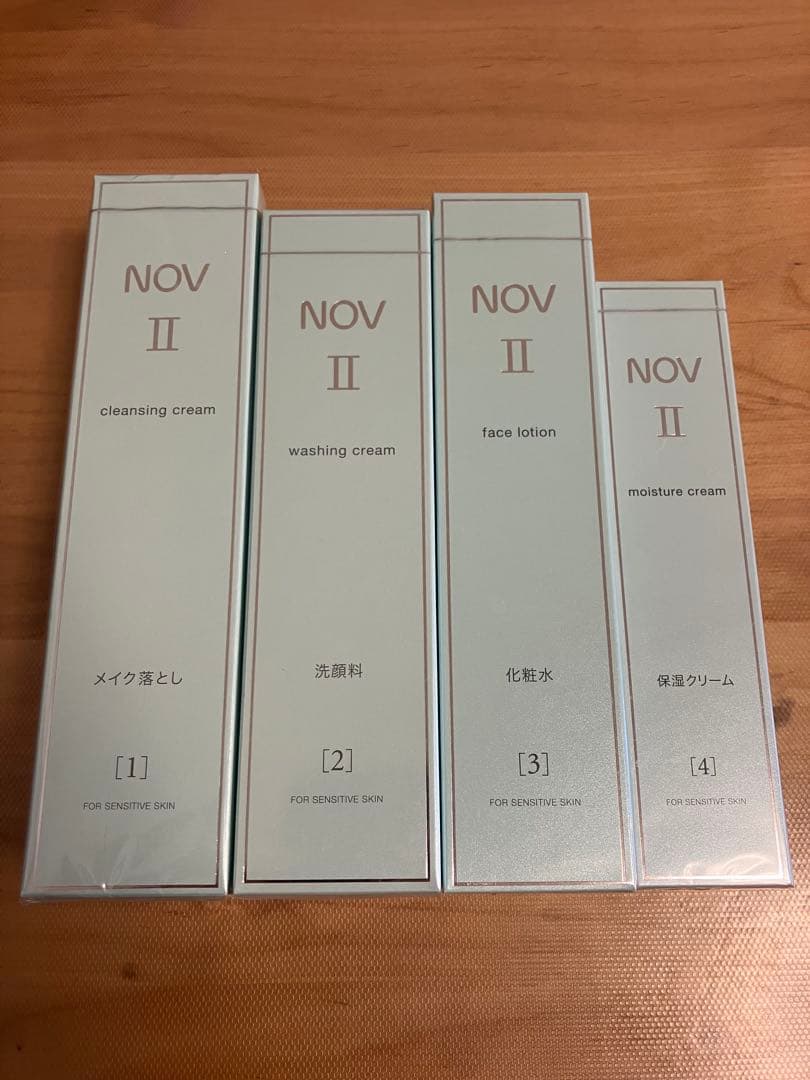 NOV
II
cleansing cream
メイク落とし
[1]
FOR SENSITIVE SKIN
NOV
II
washing cream
洗顔料
[2]
FOR SENSITIVE SKIN
NOV
II
face lotion
化粧水
[3]
FOR SENSITIVE SKIN
NOV
II
moisture cream
保湿クリーム
[4]
FOR SENSITIVE SKIN